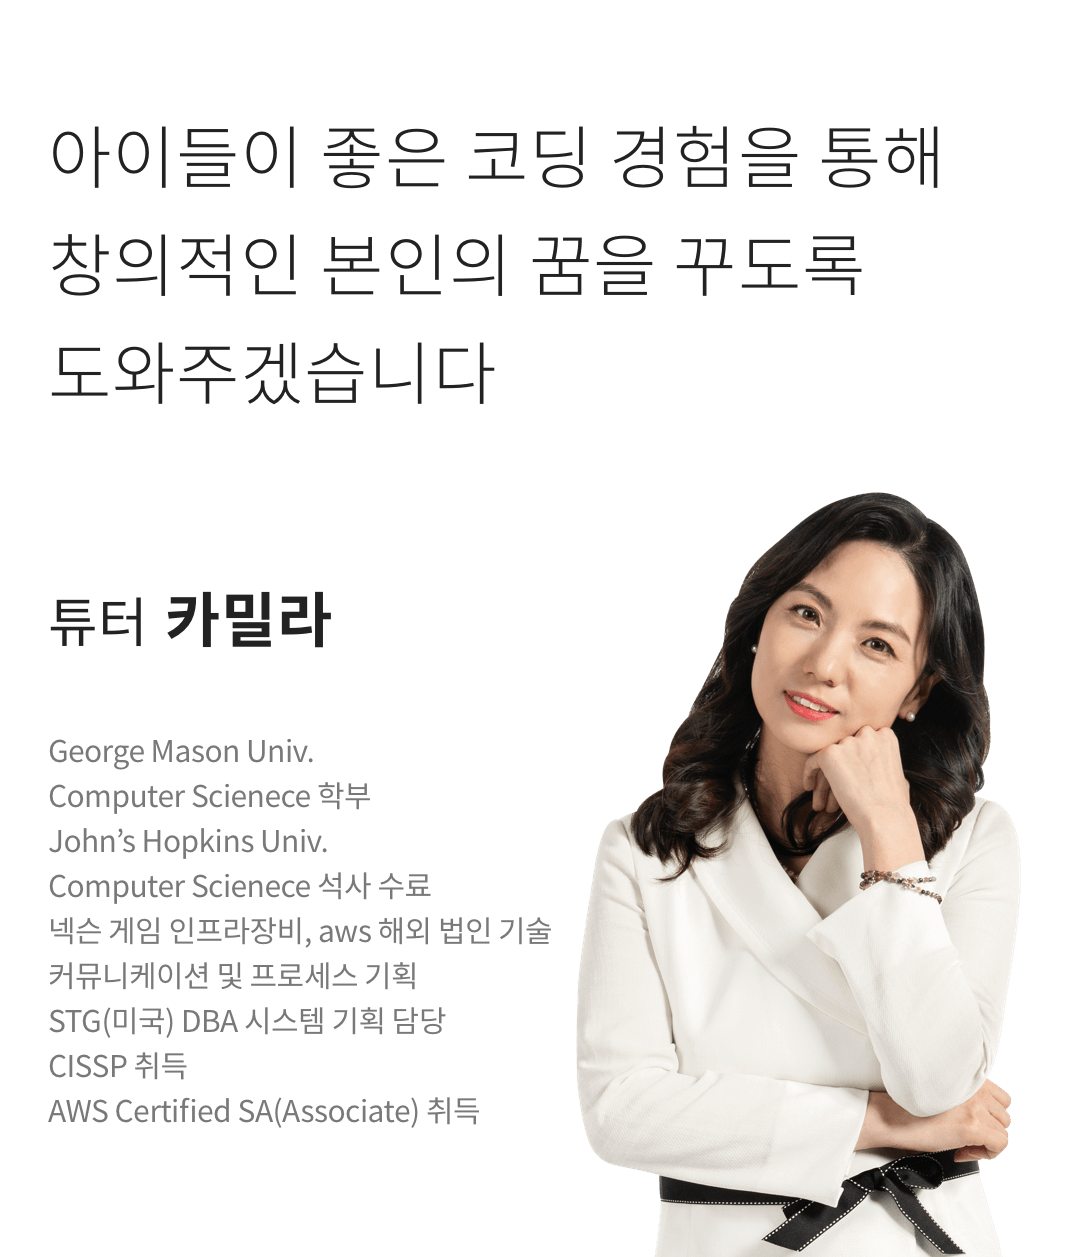 아이들이 좋은 코딩 경험을 통해
창의적인 본인의 꿈을 꾸도록
도와주겠습니다
튜터 카밀라
George Mason Univ.
Computer Scienece 학부
John’s Hopkins Univ.
Computer Scienece 석사 수료
넥슨 게임 인프라장비, aws 해외 법인 기술
커뮤니케이션 및 프로세스 기획
STG(미국) DBA 시스템 기획 담당
CISSP 취득
AWS Certified SA(Associate) 취득